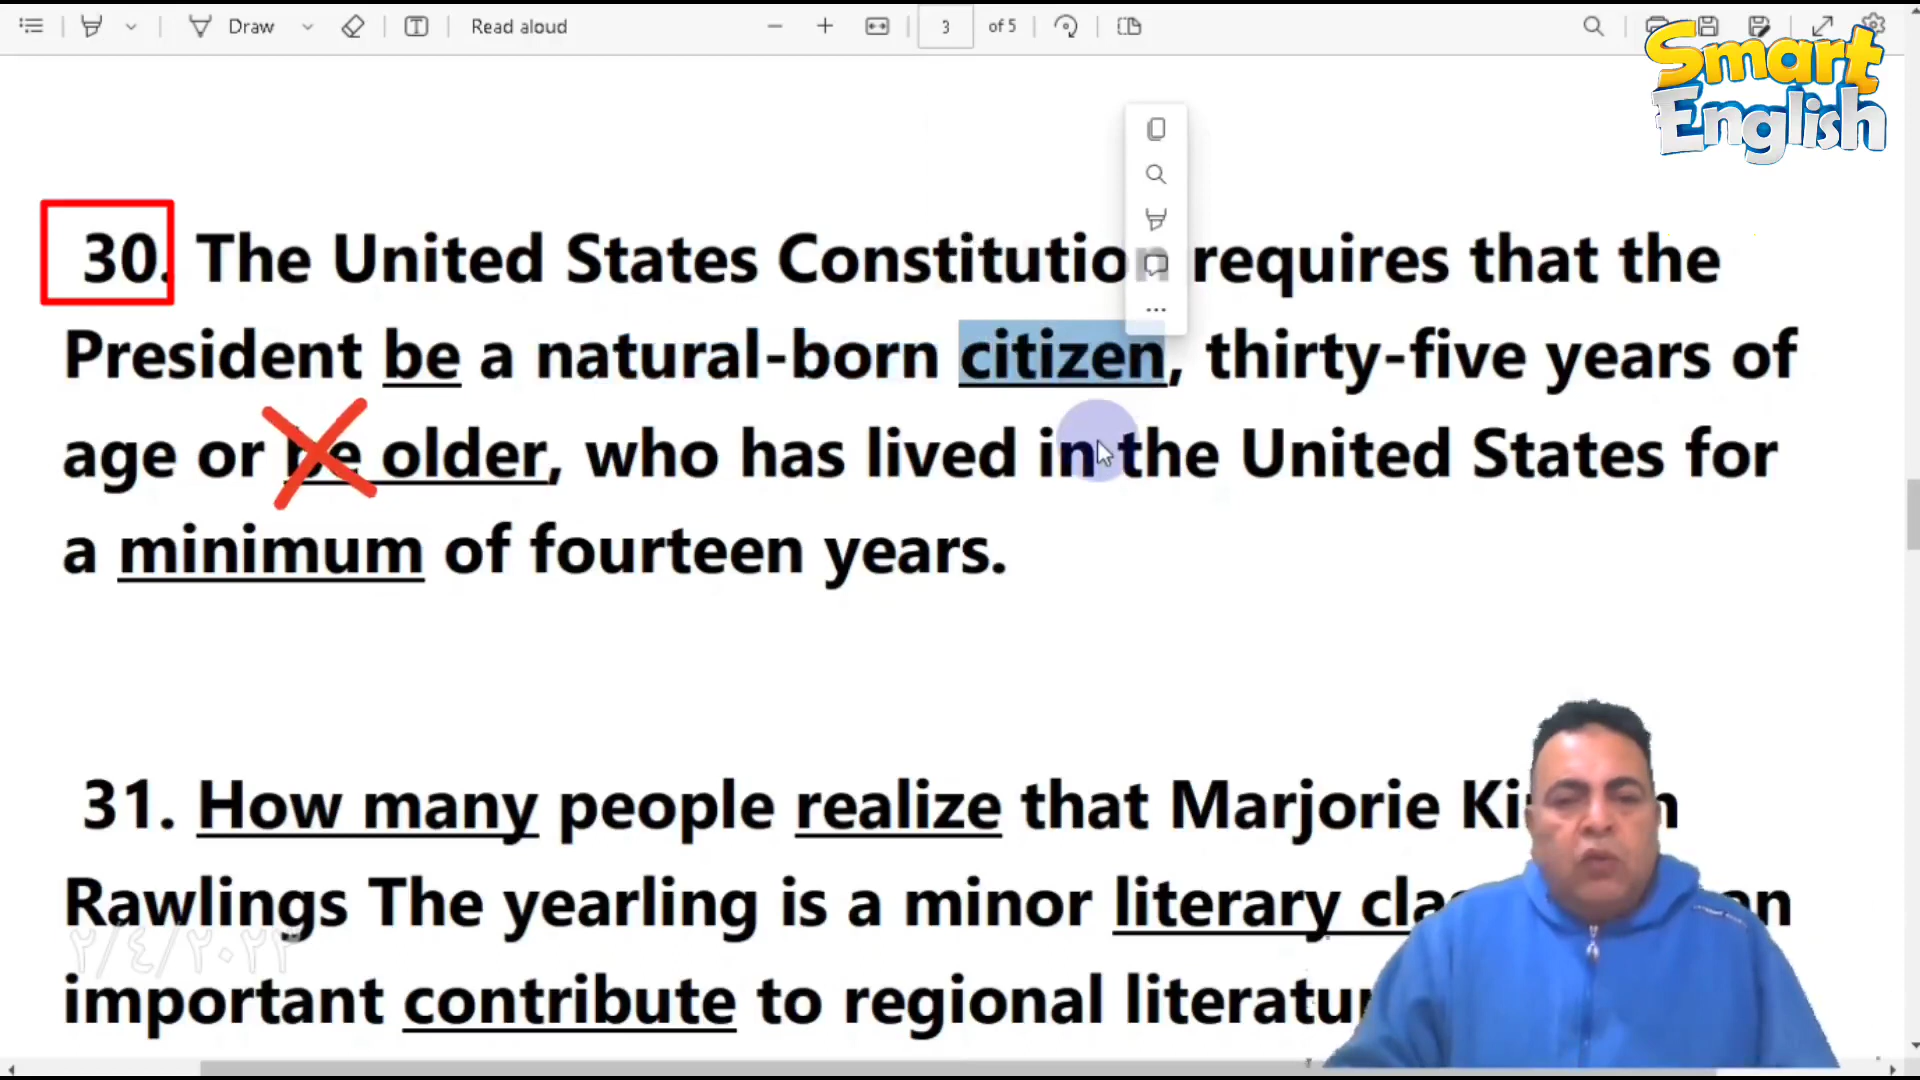 Draw
Read aloud
3 of 5
Smart
English
30. The United States Constitution requires that the
President be a natural-born citizen, thirty-five years of
age or be older, who has lived in the United States for
a minimum of fourteen years.
31. How many people realize that Marjorie
Rawlings The yearling is a minor literary
important contribute to regional